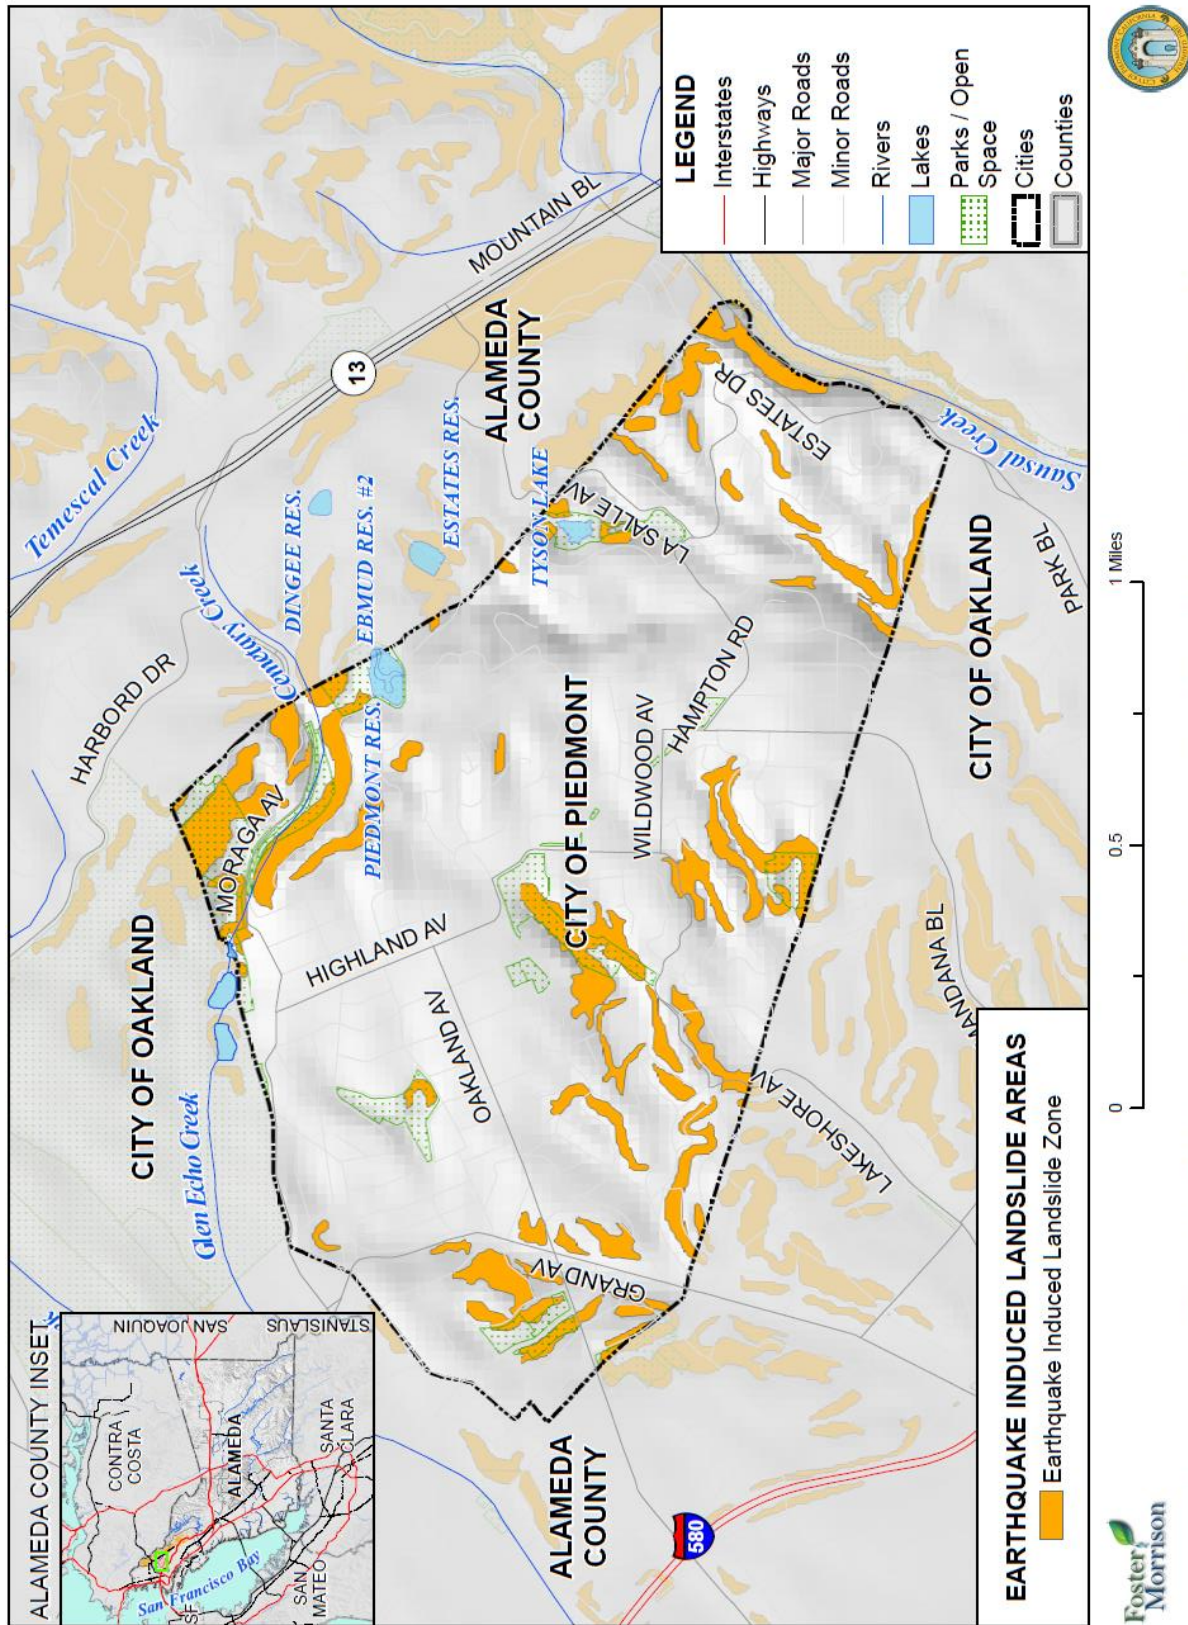 ALAMEDA COUNTY INSET
CONTRA
COSTA
SAN JOAQUIN
STANISLAUS
ALAMEDA
SANTA
CLARA
SAN
MATEO
SF
San Francisco Bay
Temescal Creek
HARBORD DR
Cemetary Creek
DINGE RES.
EBMUD RES. #2
ESTATES RES.
13
MOUNTAIN BL
ALAMEDA
COUNTY
CITY OF OAKLAND
MORAGA AV
PIEDMONT RES.
TYSON LAKE
LA SALLE AV
ESTATES DR
Glen Echo Creek
HIGHLAND AV
OAKLAND AV
CITY OF PIEDMONT
WILDWOOD AV
HAMPTON RD
Sausal Creek
GRAND AV
LAKESHORE AV
MANDANA BL
CITY OF OAKLAND
PARK BL
ALAMEDA
COUNTY
580
LEGEND
Interstates
Highways
Major Roads
Minor Roads
Rivers
Lakes
Parks / Open
Space
Cities
Counties
EARTHQUAKE INDUCED LANDSLIDE AREAS
Earthquake Induced Landslide Zone
0
0.5
1 Miles
Foster
Morrison